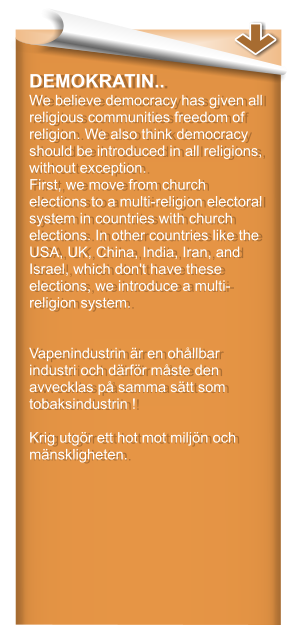 DEMOKRATIN..
We believe democracy has given all
religious communities freedom of
religion. We also think democracy
should be introduced in all religions,
without exception.
First, we move from church
elections to a multi-religion electoral
system in countries with church
elections. In other countries like the
USA, UK, China, India, Iran, and
Israel, which don't have these
elections, we introduce a multi-
religion system.
Vapenindustrin är en ohållbar
industri och därför måste den
avvecklas på samma sätt som
tobaksindustrin !
Krig utgör ett hot mot miljön och
mänskligheten.